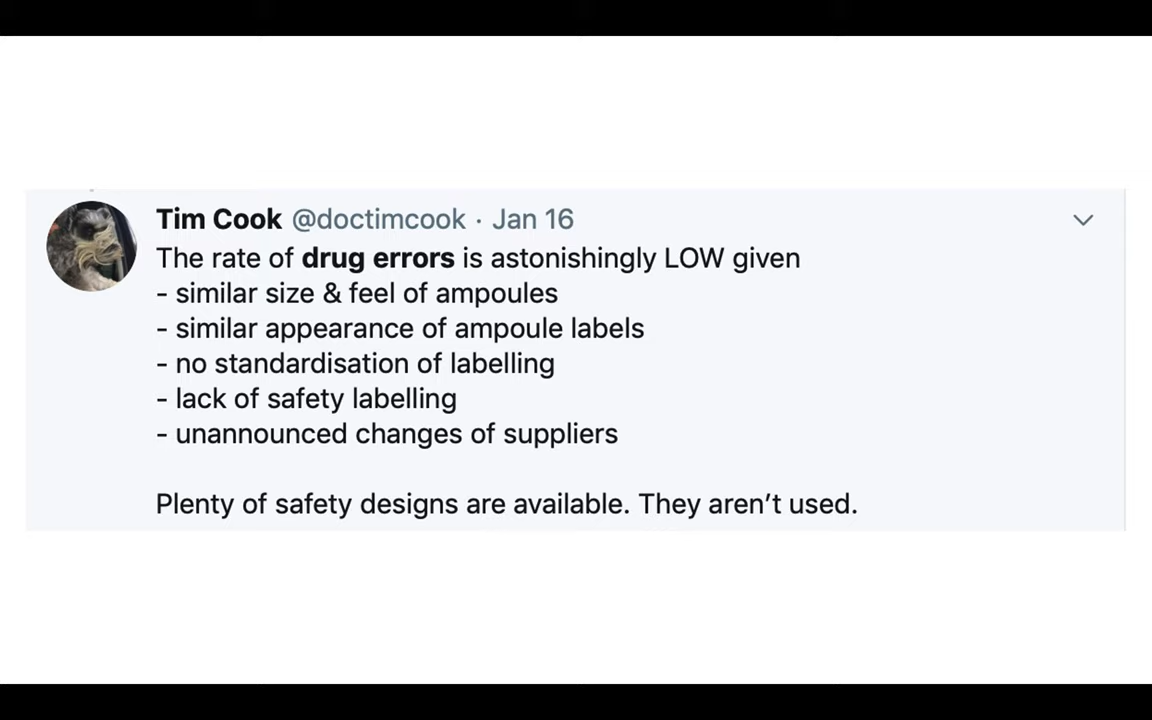 Tim Cook @doctimcook · Jan 16
The rate of drug errors is astonishingly LOW given
- similar size & feel of ampoules
- similar appearance of ampoule labels
- no standardisation of labelling
- lack of safety labelling
- unannounced changes of suppliers
Plenty of safety designs are available. They aren’t used.